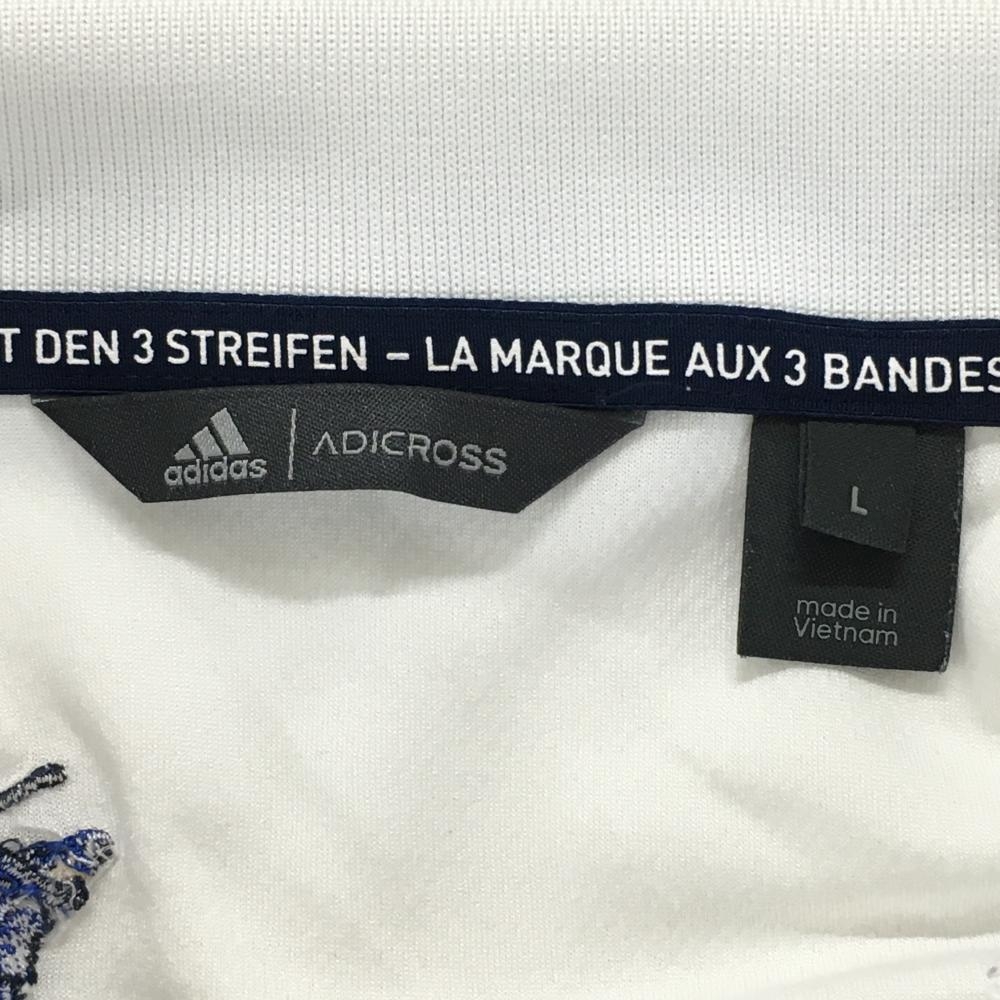 T DEN 3 STREIFEN – LA MARQUE AUX 3 BANDES
adidas | ADICROSS
L
made in
Vietnam